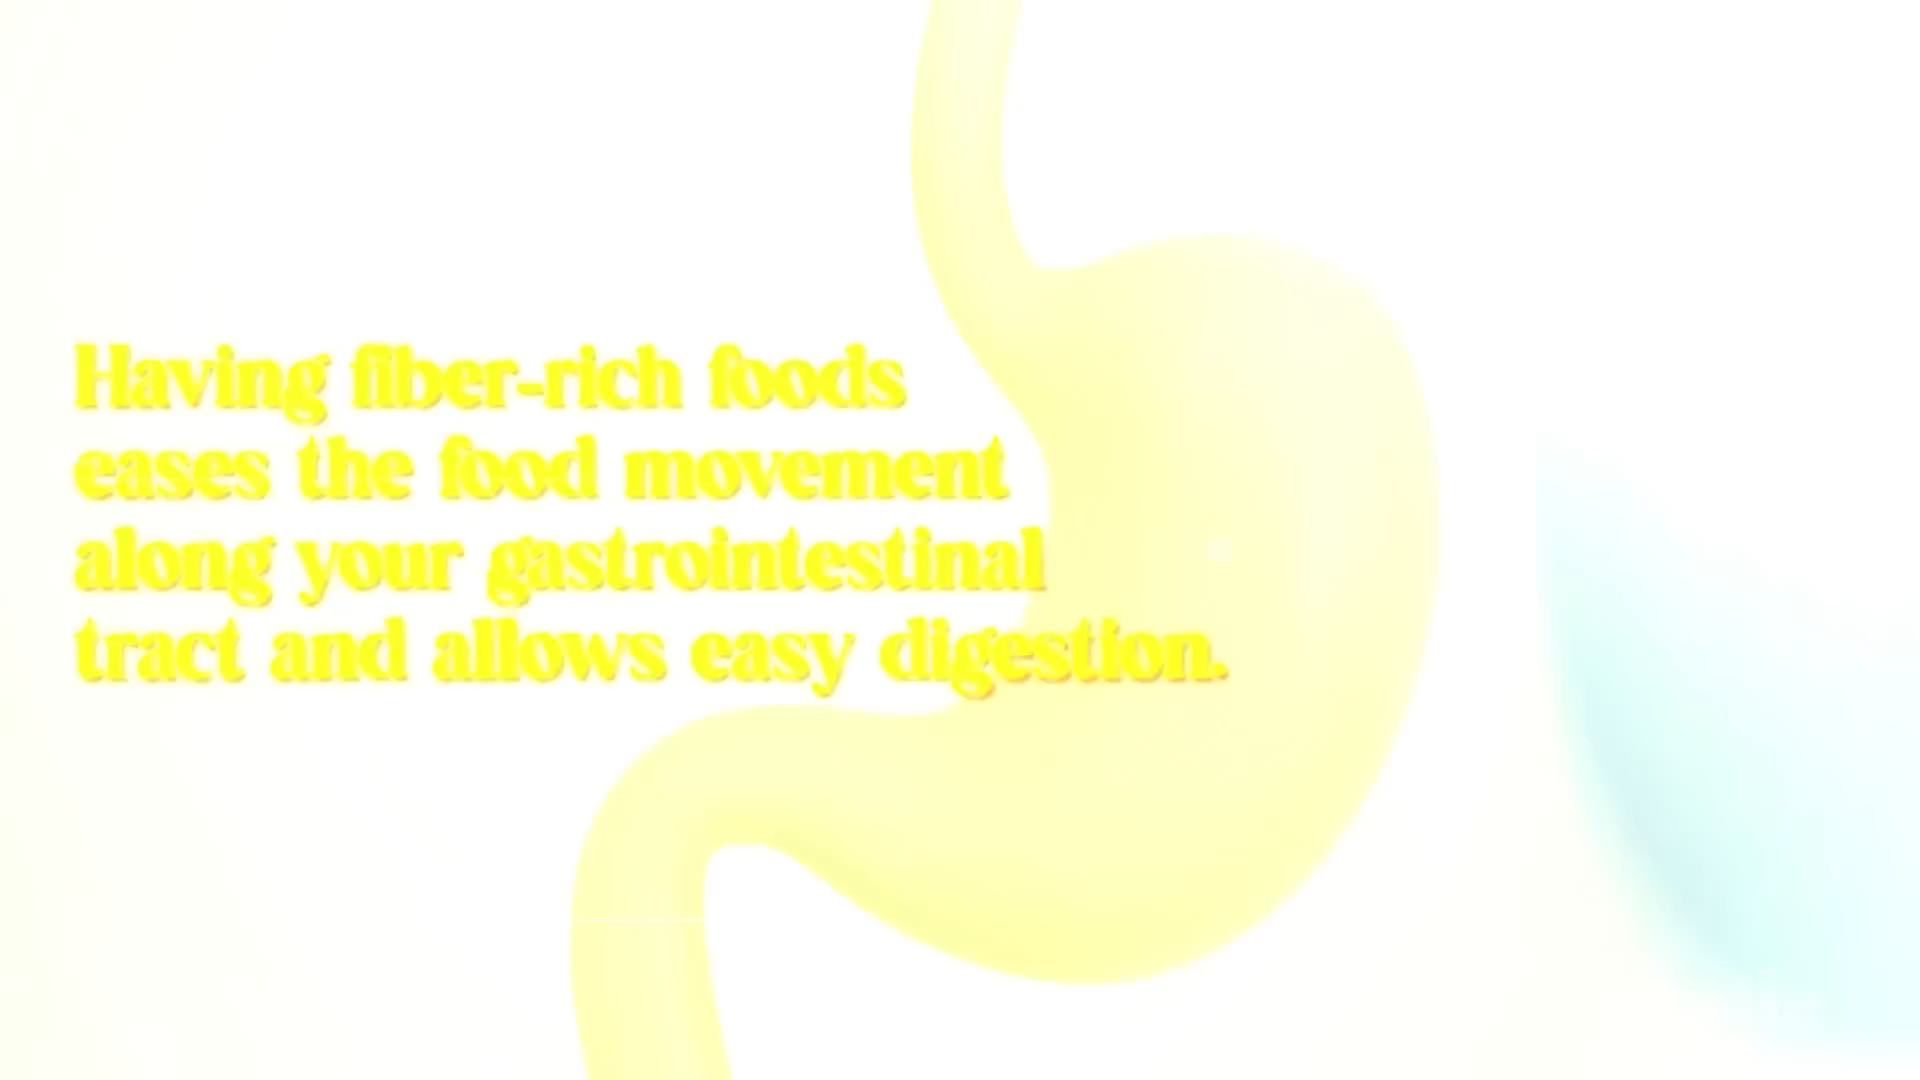 Having fiber-rich foods
eases the food movement
along your gastrointestinal
tract and allows easy digestion.